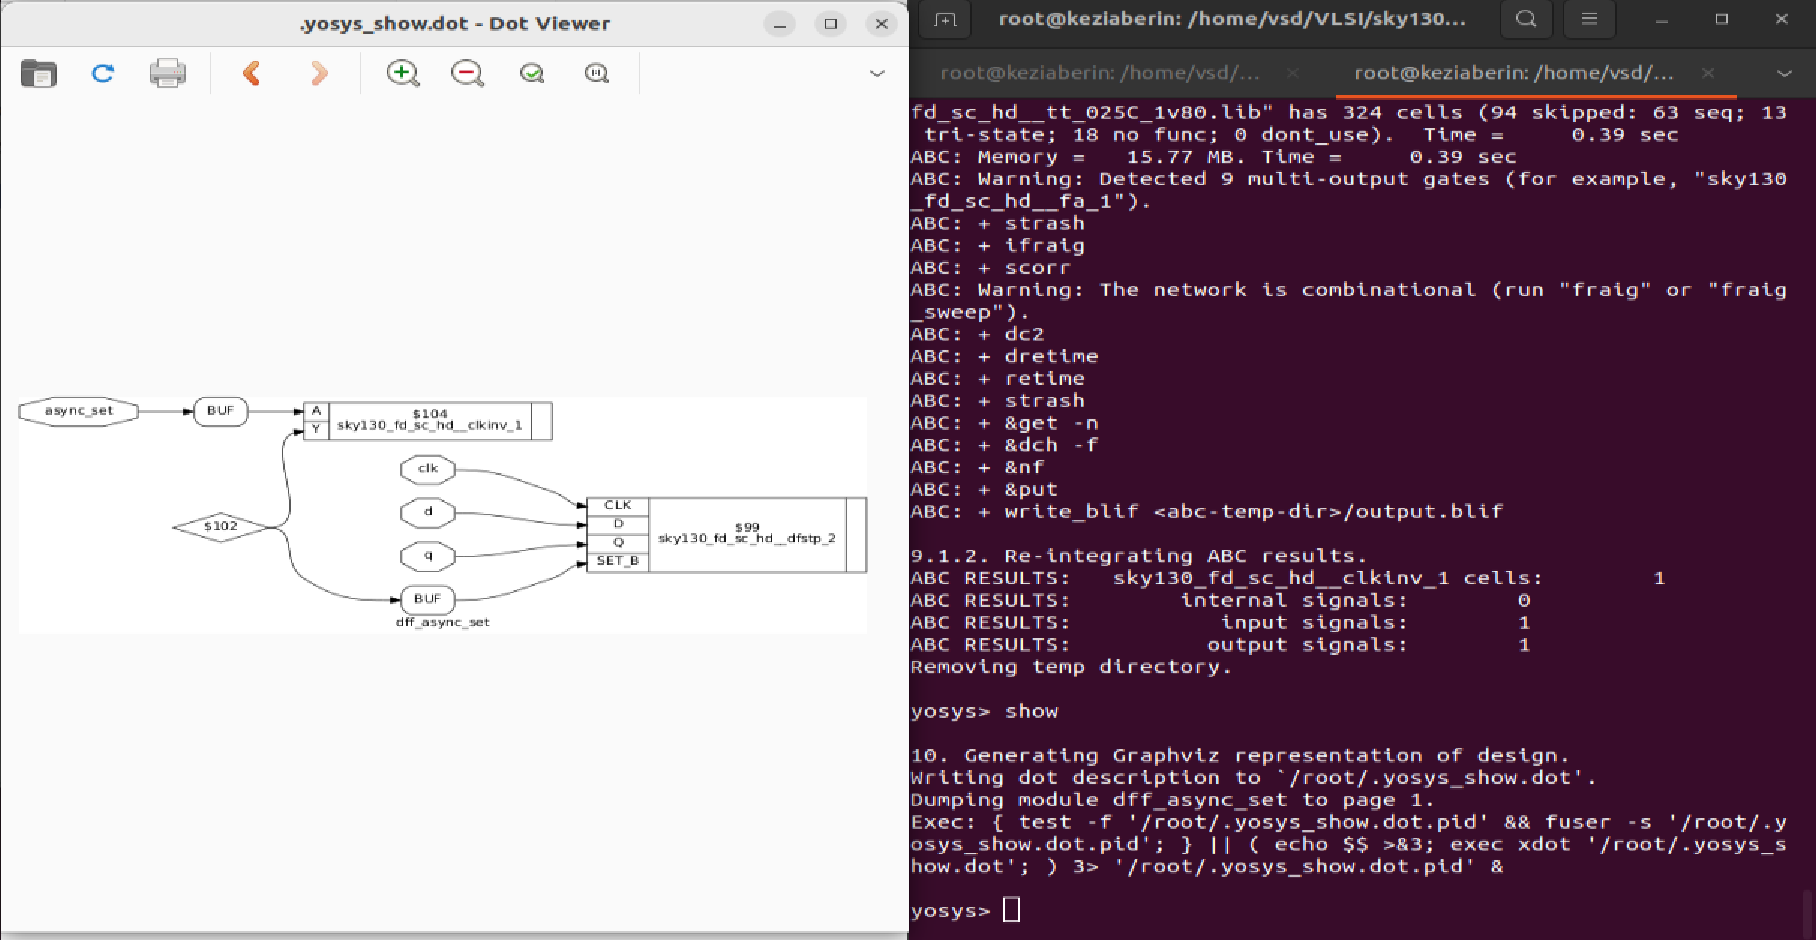 .yosys_show.dot - Dot Viewer
async_set
BUF
A
Y
$104
sky130_fd_sc_hd__clkinv_1
clk
$102
d
q
BUF
dff_async_set
CLK
D
Q
SET_B
$99
sky130_fd_sc_hd__dfstp_2
root@keziaberin: /home/vsd/VLSI/sky130...
root@keziaberin: /home/vsd/...
root@keziaberin: /home/vsd/...
fd_sc_hd__tt_025C_1v80.lib" has 324 cells (94 skipped: 63 seq; 13
tri-state; 18 no func; 0 dont_use).  Time =     0.39 sec
ABC: Memory =   15.77 MB. Time =     0.39 sec
ABC: Warning: Detected 9 multi-output gates (for example, "sky130
_fd_sc_hd__fa_1").
ABC: + strash
ABC: + ifraig
ABC: + scorr
ABC: Warning: The network is combinational (run "fraig" or "fraig
_sweep").
ABC: + dc2
ABC: + dretime
ABC: + retime
ABC: + strash
ABC: + &get -n
ABC: + &dch -f
ABC: + &nf
ABC: + &put
ABC: + write_blif <abc-temp-dir>/output.blif
9.1.2. Re-integrating ABC results.
ABC RESULTS:   sky130_fd_sc_hd__clkinv_1 cells:        1
ABC RESULTS:        internal signals:        0
ABC RESULTS:           input signals:        1
ABC RESULTS:          output signals:        1
Removing temp directory.
yosys> show
10. Generating Graphviz representation of design.
Writing dot description to `/root/.yosys_show.dot'.
Dumping module dff_async_set to page 1.
Exec: { test -f '/root/.yosys_show.dot.pid' && fuser -s '/root/.y
osys_show.dot.pid'; } || ( echo $$ >&3; exec xdot '/root/.yosys_s
how.dot'; ) 3> '/root/.yosys_show.dot.pid' &
yosys>